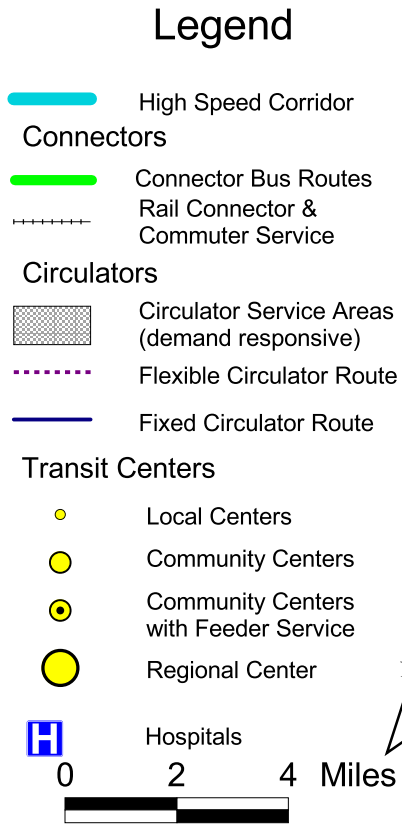 Legend
High Speed Corridor
Connectors
Connector Bus Routes
Rail Connector &
Commuter Service
Circulators
Circulator Service Areas
(demand responsive)
Flexible Circulator Route
Fixed Circulator Route
Transit Centers
Local Centers
Community Centers
Community Centers
with Feeder Service
Regional Center
H Hospitals
0 2 4 Miles